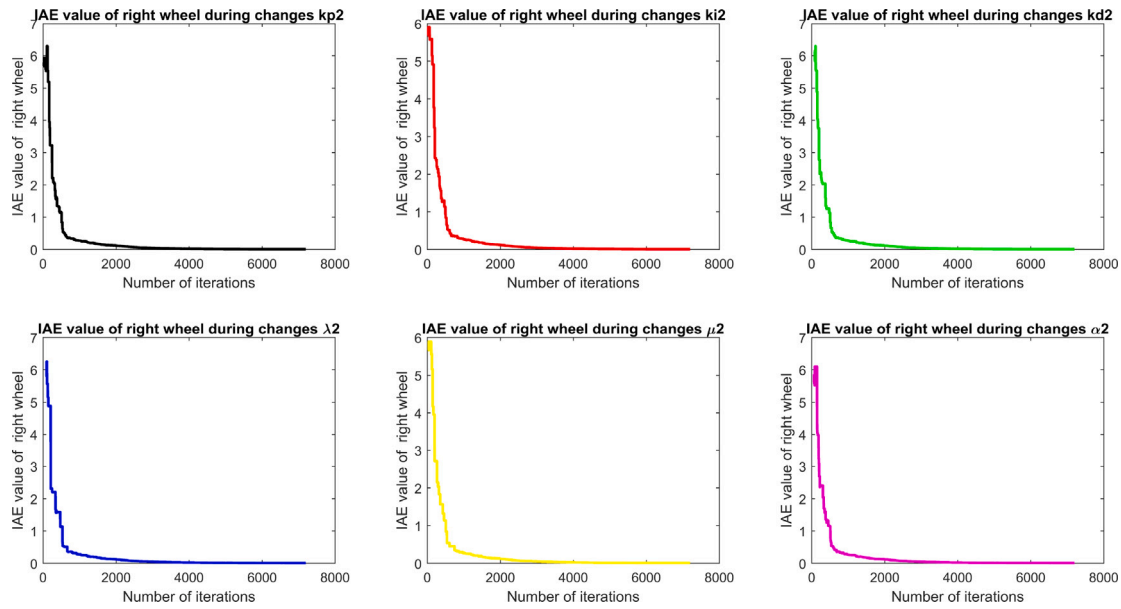 IAE value of right wheel during changes kp2
IAE value of right wheel during changes ki2
IAE value of right wheel during changes kd2
7
6
5
4
3
2
1
0
IAE value of right wheel
0 2000 4000 6000 8000
Number of iterations
6
5
4
3
2
1
0
IAE value of right wheel
0 2000 4000 6000 8000
Number of iterations
7
6
5
4
3
2
1
0
IAE value of right wheel
0 2000 4000 6000 8000
Number of iterations
IAE value of right wheel during changes λ2
IAE value of right wheel during changes μ2
IAE value of right wheel during changes α2
7
6
5
4
3
2
1
0
IAE value of right wheel
0 2000 4000 6000 8000
Number of iterations
6
5
4
3
2
1
0
IAE value of right wheel
0 2000 4000 6000 8000
Number of iterations
7
6
5
4
3
2
1
0
IAE value of right wheel
0 2000 4000 6000 8000
Number of iterations